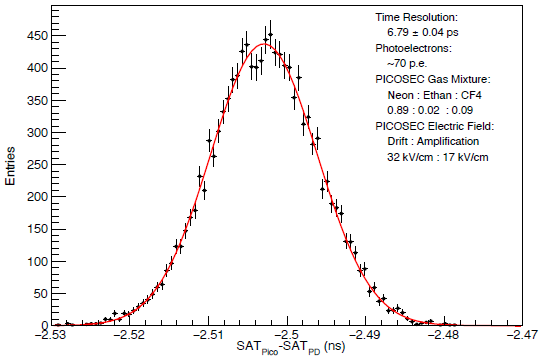 Time Resolution:
6.79 ± 0.04 ps
Photoelectrons:
~70 p.e.
PICOSEC Gas Mixture:
Neon : Ethan : CF4
0.89 : 0.02 : 0.09
PICOSEC Electric Field:
Drift : Amplification
32 kV/cm : 17 kV/cm
Entries
450
400
350
300
250
200
150
100
50
0
−2.53 −2.52 −2.51 −2.5 −2.49 −2.48 −2.47
SATPico-SATPD (ns)